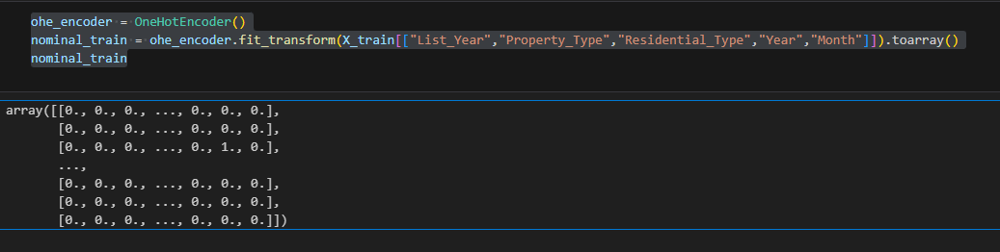 ohe_encoder = OneHotEncoder()
nominal_train = ohe_encoder.fit_transform(X_train[["List_Year","Property_Type","Residential_Type","Year","Month"]]).toarray()
nominal_train
array([[0., 0., 0., ..., 0., 0., 0.],
       [0., 0., 0., ..., 0., 0., 0.],
       [0., 0., 0., ..., 0., 1., 0.],
       ...,
       [0., 0., 0., ..., 0., 0., 0.],
       [0., 0., 0., ..., 0., 0., 0.],
       [0., 0., 0., ..., 0., 0., 0.]])